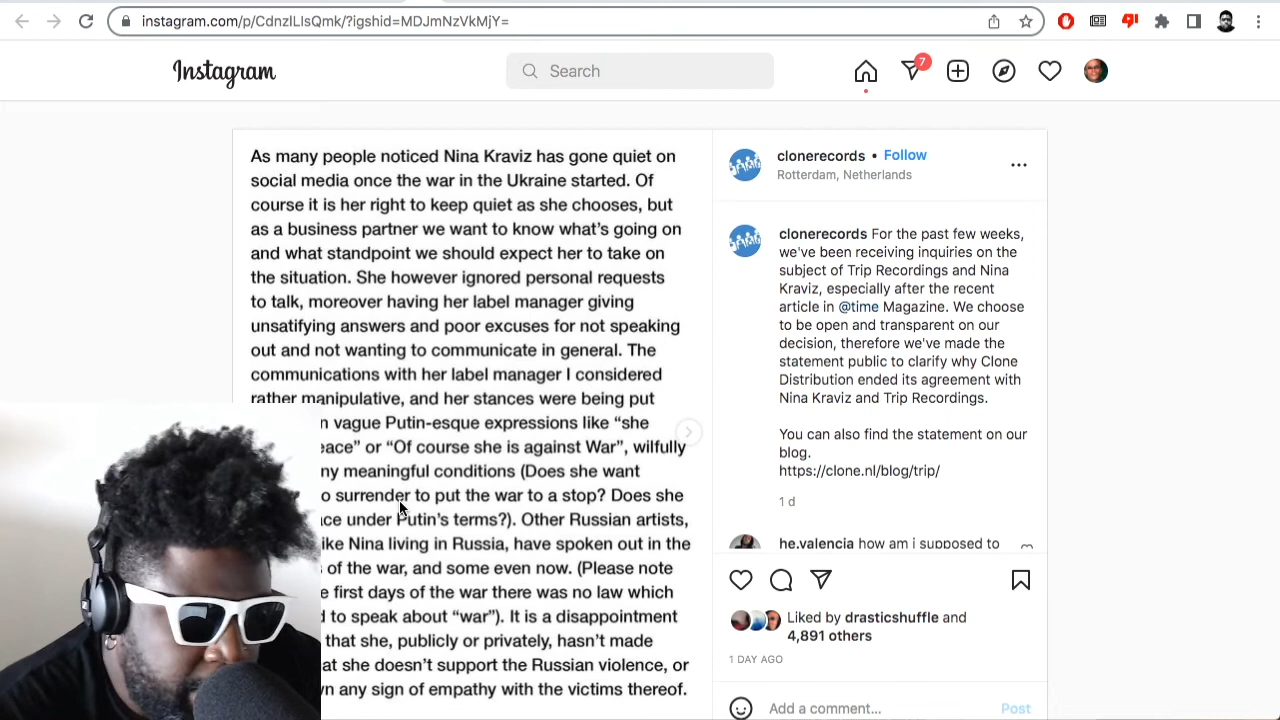 instagram.com/p/CdnzILIsQmk/?igshid=MDJmNzVkMjY=
Instagram
Search
7
As many people noticed Nina Kraviz has gone quiet on
social media once the war in the Ukraine started. Of
course it is her right to keep quiet as she chooses, but
as a business partner we want to know what's going on
and what standpoint we should expect her to take on
the situation. She however ignored personal requests
to talk, moreover having her label manager giving
unsatifying answers and poor excuses for not speaking
out and not wanting to communicate in general. The
communications with her label manager I considered
rather manipulative, and her stances were being put
n vague Putin-esque expressions like “she
eace” or “Of course she is against War”, wilfully
ny meaningful conditions (Does she want
o surrender to put the war to a stop? Does she
ace under Putin's terms?). Other Russian artists,
ike Nina living in Russia, have spoken out in the
of the war, and some even now. (Please note
e first days of the war there was no law which
d to speak about “war”). It is a disappointment
that she, publicly or privately, hasn't made
at she doesn't support the Russian violence, or
n any sign of empathy with the victims thereof.
clonerecords • Follow
Rotterdam, Netherlands
clonerecords For the past few weeks,
we've been receiving inquiries on the
subject of Trip Recordings and Nina
Kraviz, especially after the recent
article in @time Magazine. We choose
to be open and transparent on our
decision, therefore we've made the
statement public to clarify why Clone
Distribution ended its agreement with
Nina Kraviz and Trip Recordings.
You can also find the statement on our
blog.
https://clone.nl/blog/trip/
1 d
he.valencia how am i supposed to
Liked by drasticshuffle and
4,891 others
1 DAY AGO
Add a comment...
Post